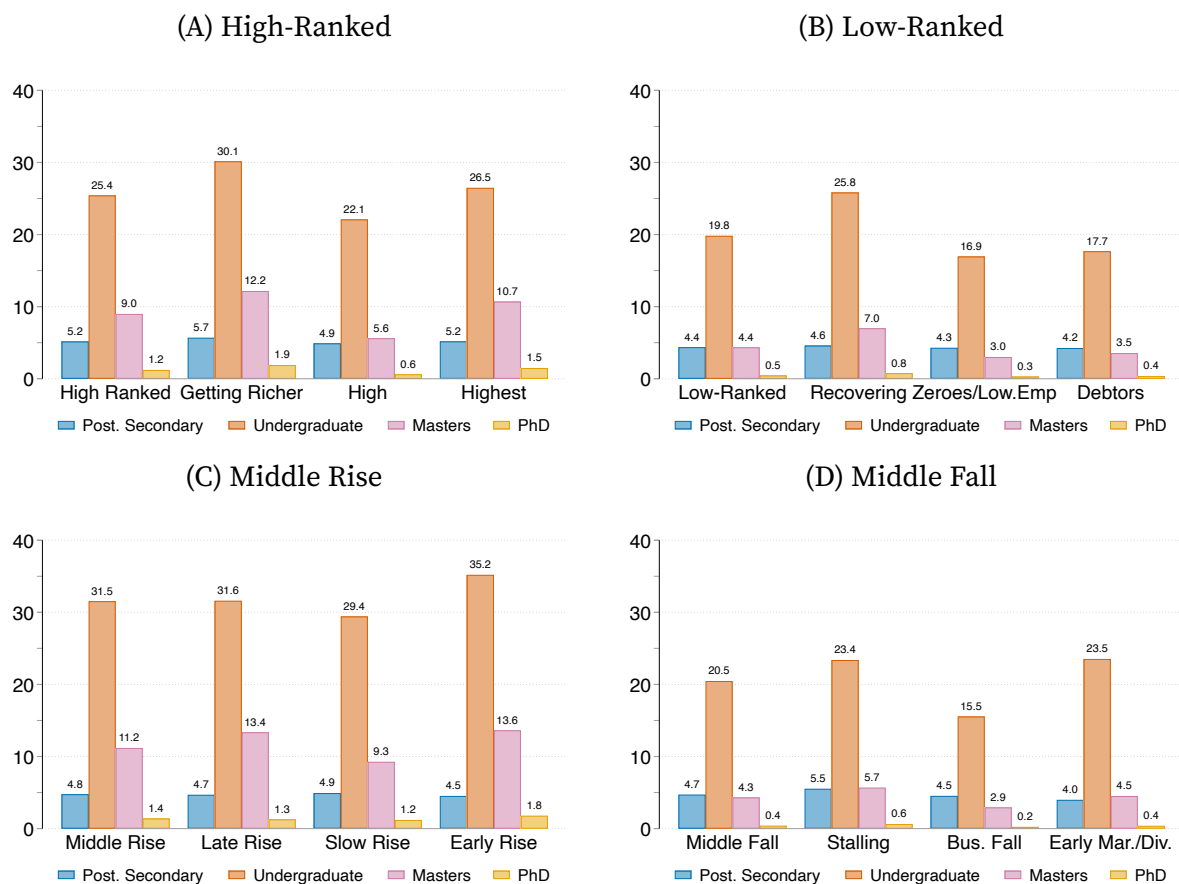 (A) High-Ranked
40
30
20
10
0
5.2 25.4 9.0 1.2
5.7 30.1 12.2 1.9
4.9 22.1 5.6 0.6
5.2 26.5 10.7 1.5
High Ranked Getting Richer High Highest
Post. Secondary Undergraduate Masters PhD
(B) Low-Ranked
40
30
20
10
0
4.4 19.8 4.4 0.5
4.6 25.8 7.0 0.8
4.3 16.9 3.0 0.3
4.2 17.7 3.5 0.4
Low-Ranked Recovering Zeroes/Low.Emp Debtors
Post. Secondary Undergraduate Masters PhD
(C) Middle Rise
40
30
20
10
0
4.8 31.5 11.2 1.4
4.7 31.6 13.4 1.3
4.9 29.4 9.3 1.2
4.5 35.2 13.6 1.8
Middle Rise Late Rise Slow Rise Early Rise
Post. Secondary Undergraduate Masters PhD
(D) Middle Fall
40
30
20
10
0
4.7 20.5 4.3 0.4
5.5 23.4 5.7 0.6
4.5 15.5 2.9 0.2
4.0 23.5 4.5 0.4
Middle Fall Stalling Bus. Fall Early Mar./Div.
Post. Secondary Undergraduate Masters PhD